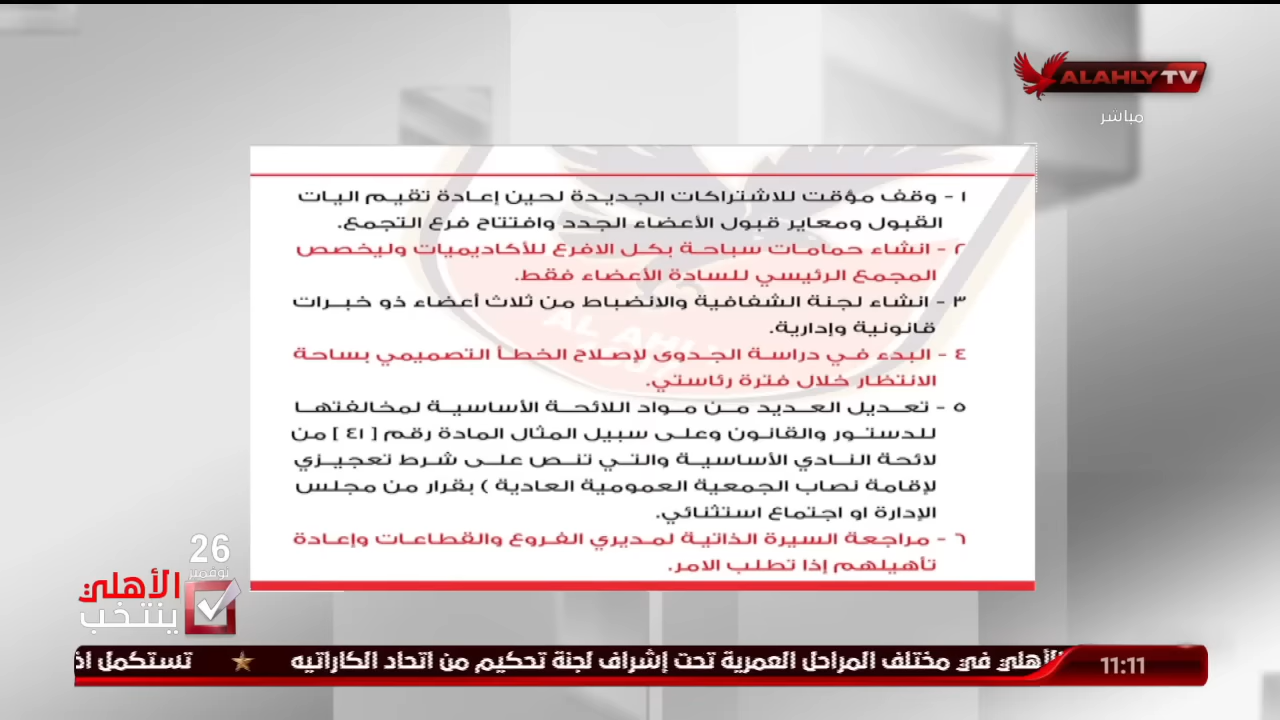 ALAHLY TV
مباشر
١ - وقف مؤقت للاشتراكات الجديدة لحين إعادة تقيم اليات
القبول ومعاير قبول الأعضاء الجدد وافتتاح فرع التجمع.
٢ - انشاء حمامات سباحة بكل الافرع للأكاديميات وليخصص
المجمع الرئيسي للسادة الأعضاء فقط.
٣ - انشاء لجنة الشفافية والانضباط من ثلاث أعضاء ذو خبرات
قانونية وإدارية.
٤ - البدء في دراسة الجدوى لإصلاح الخطأ التصميمي بساحة
الانتظار خلال فترة رئاستي.
٥ - تعديل العديد من مواد اللائحة الأساسية لمخالفتها
للدستور والقانون وعلى سبيل المثال المادة رقم [ ٤١ ] من
لائحة النادي الأساسية والتي تنص على شرط تعجيزي
لإقامة نصاب الجمعية العمومية العادية ) بقرار من مجلس
الإدارة او اجتماع استثنائي.
٦ - مراجعة السيرة الذاتية لمديري الفروع والقطاعات وإعادة
تأهيلهم إذا تطلب الامر.
26
نوفمبر
الأهلي
ينتخب
11:11
الأهلي في مختلف المراحل العمرية تحت إشراف لجنة تحكيم من اتحاد الكاراتيه
تستكمل